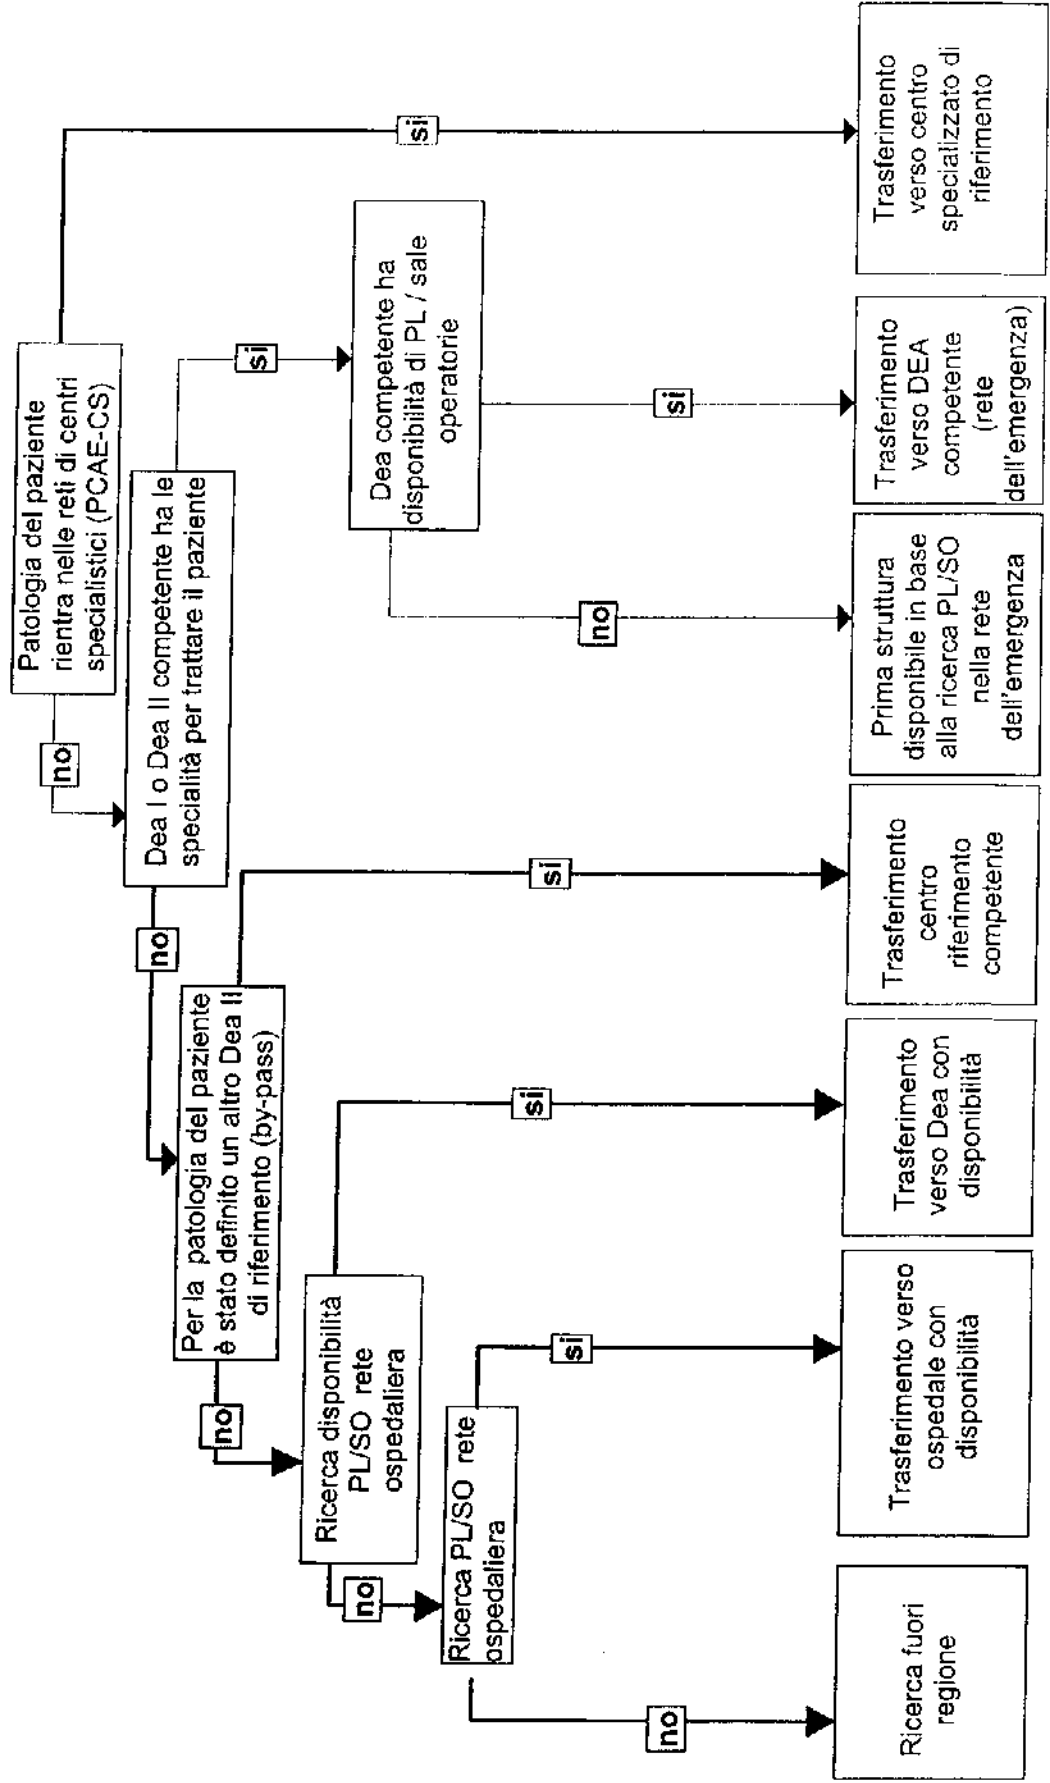 Patologia del paziente
rientra nelle reti di centri
specialistici (PCAE-CS)
no
si
Dea I o Dea II competente ha le
specialità per trattare il paziente
no
si
Per la patologia del paziente
è stato definito un altro Dea II
di riferimento (by-pass)
no
si
Dea competente ha
disponibilità di PL / sale
operatorie
no
si
Ricerca disponibilità
PL/SO rete
ospedaliera
no
si
Ricerca PL/SO rete
ospedaliera
no
si
Ricerca fuori
regione
Trasferimento verso
ospedale con
disponibilità
Trasferimento
verso Dea con
disponibilità
Trasferimento
centro
riferimento
competente
Prima struttura
disponibile in base
alla ricerca PL/SO
nella rete
dell'emergenza
Trasferimento
verso DEA
competente
(rete
dell'emergenza)
Trasferimento
verso centro
specializzato di
riferimento